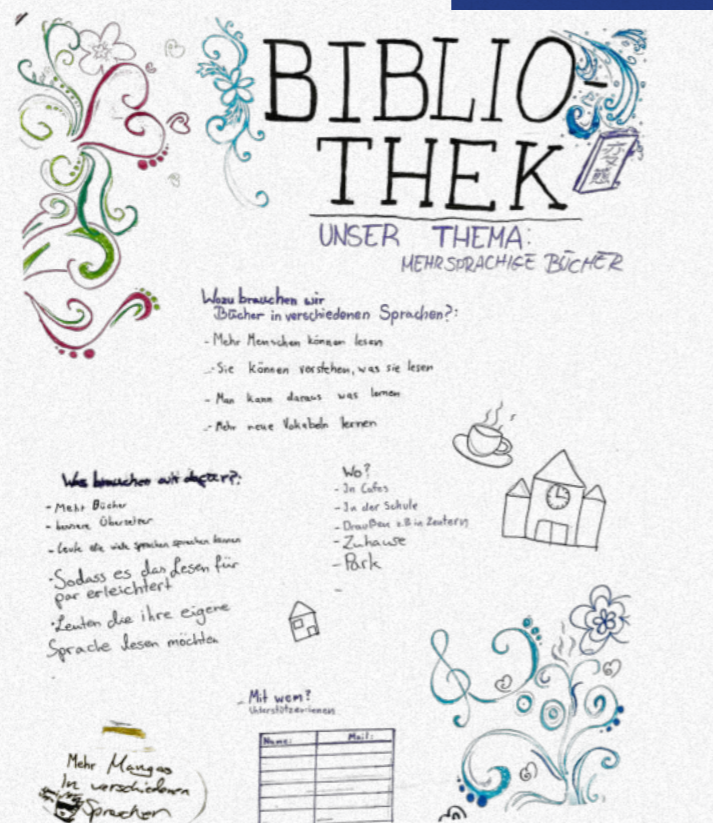 BIBLIO-
THEK
変態
UNSER THEMA:
MEHRSPRACHIGE BÜCHER
Wozu brauchen wir
Bücher in verschiedenen Sprachen?:
- Mehr Menschen können lesen
- Sie können verstehen, was sie lesen
- Man kann daraus was lernen
- Mehr neue Vokabeln lernen
Was brauchen wir dafür?:
- Mehr Bücher
- bessere Übersetzer
- Leute die viele sprachen sprechen können
- Sodass es das Lesen für
par erleichtert
- Leuten die ihre eigene
Sprache lesen möchten
Wo?
- In Cafes
- In der Schule
- Draußen z.B in Zentern
- Zuhause
- Park
-
- Mit wem?
Unterstützer:innen
Name: Mail:
Mehr Mangas
In verschiedenen
Sprachen